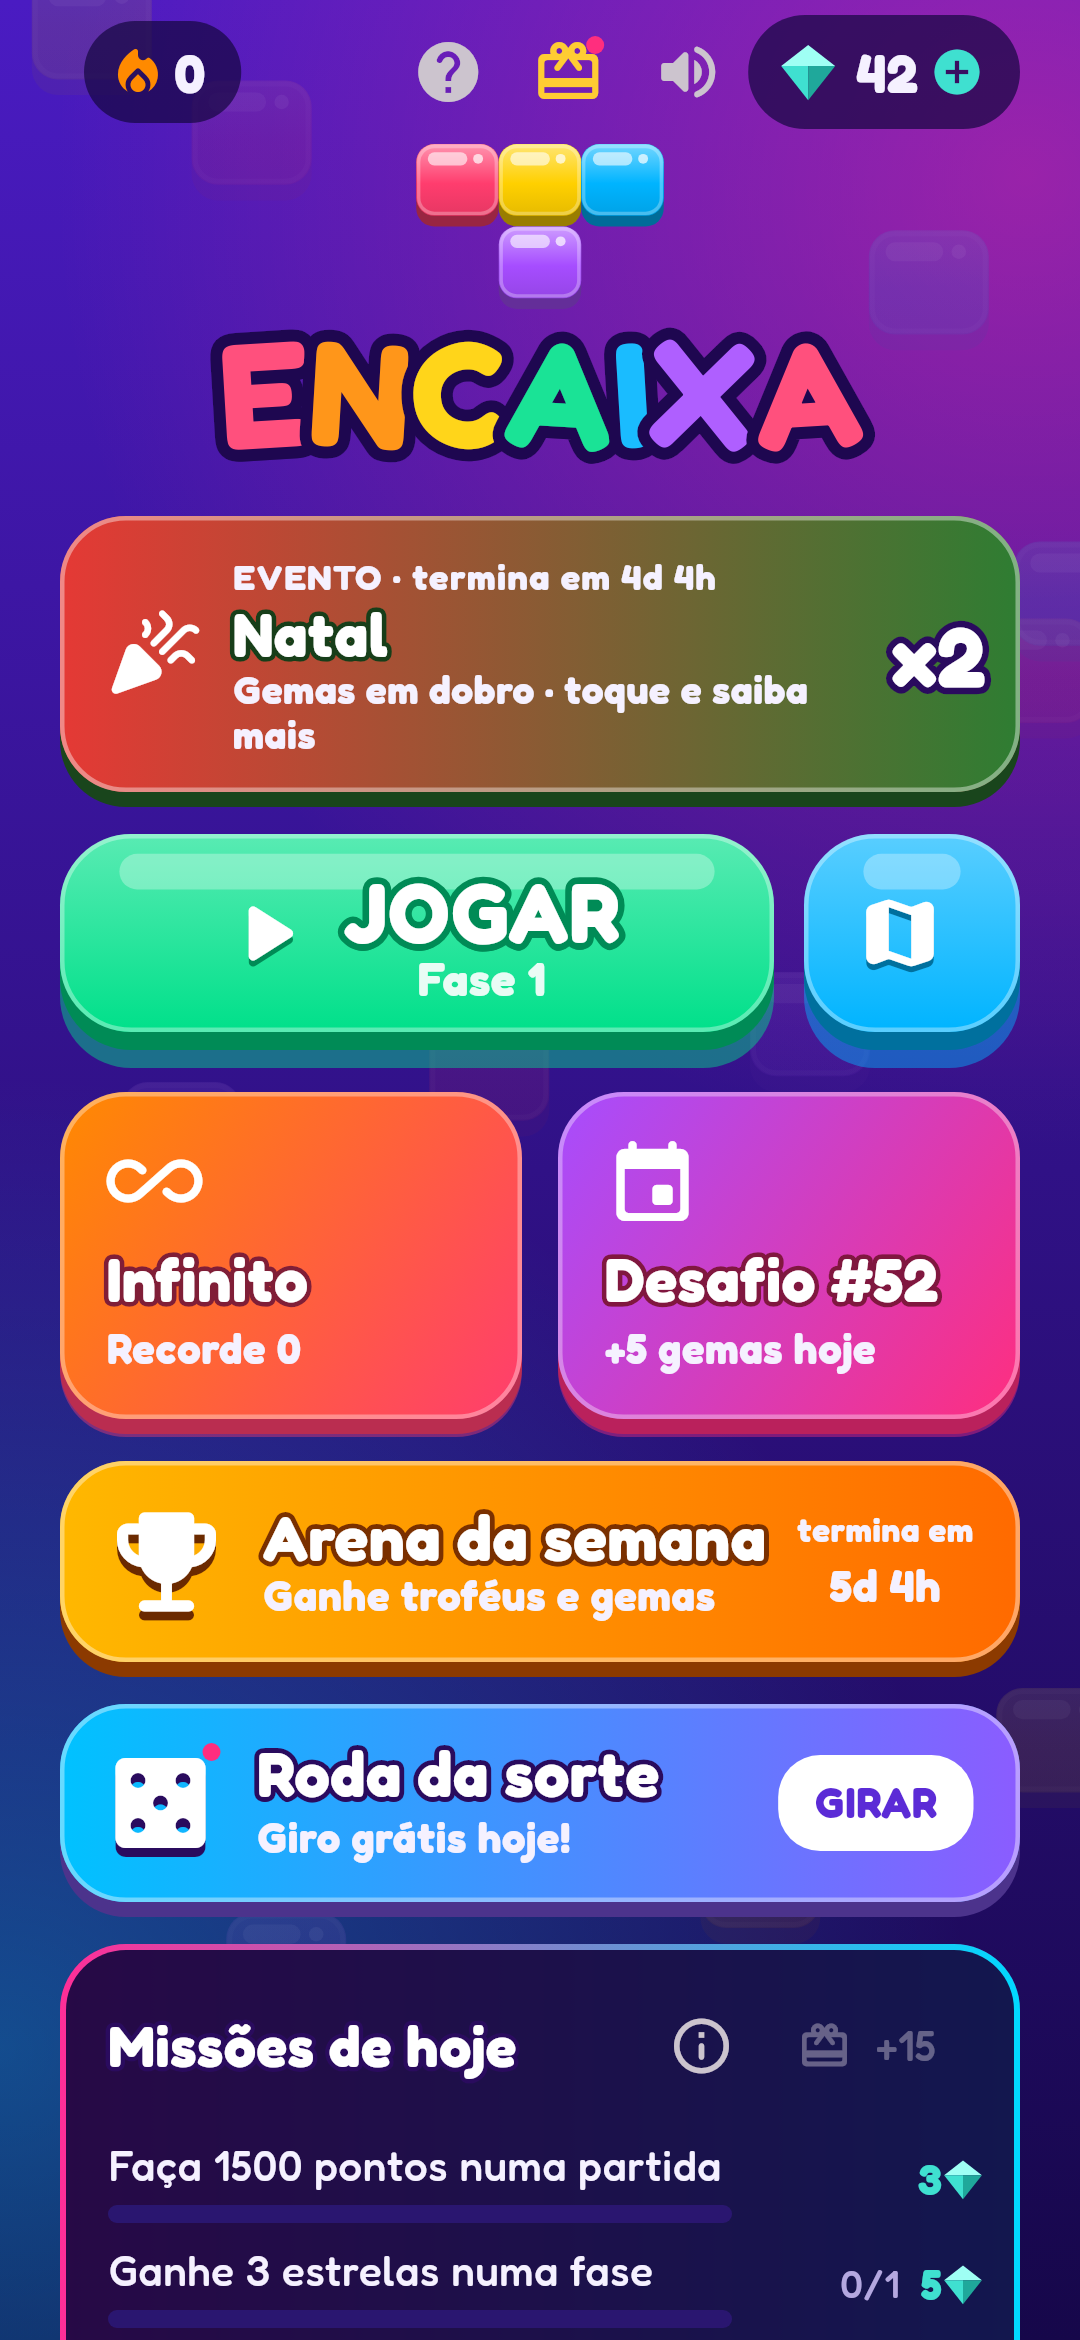 0
42
ENCAIXA
EVENTO · termina em 4d 4h
Natal
Gemas em dobro · toque e saiba
mais
x2
JOGAR
Fase 1
Infinito
Recorde 0
Desafio #52
+5 gemas hoje
Arena da semana
Ganhe troféus e gemas
termina em
5d 4h
Roda da sorte
Giro grátis hoje!
GIRAR
Missões de hoje
+15
Faça 1500 pontos numa partida
3
Ganhe 3 estrelas numa fase
0/1 5